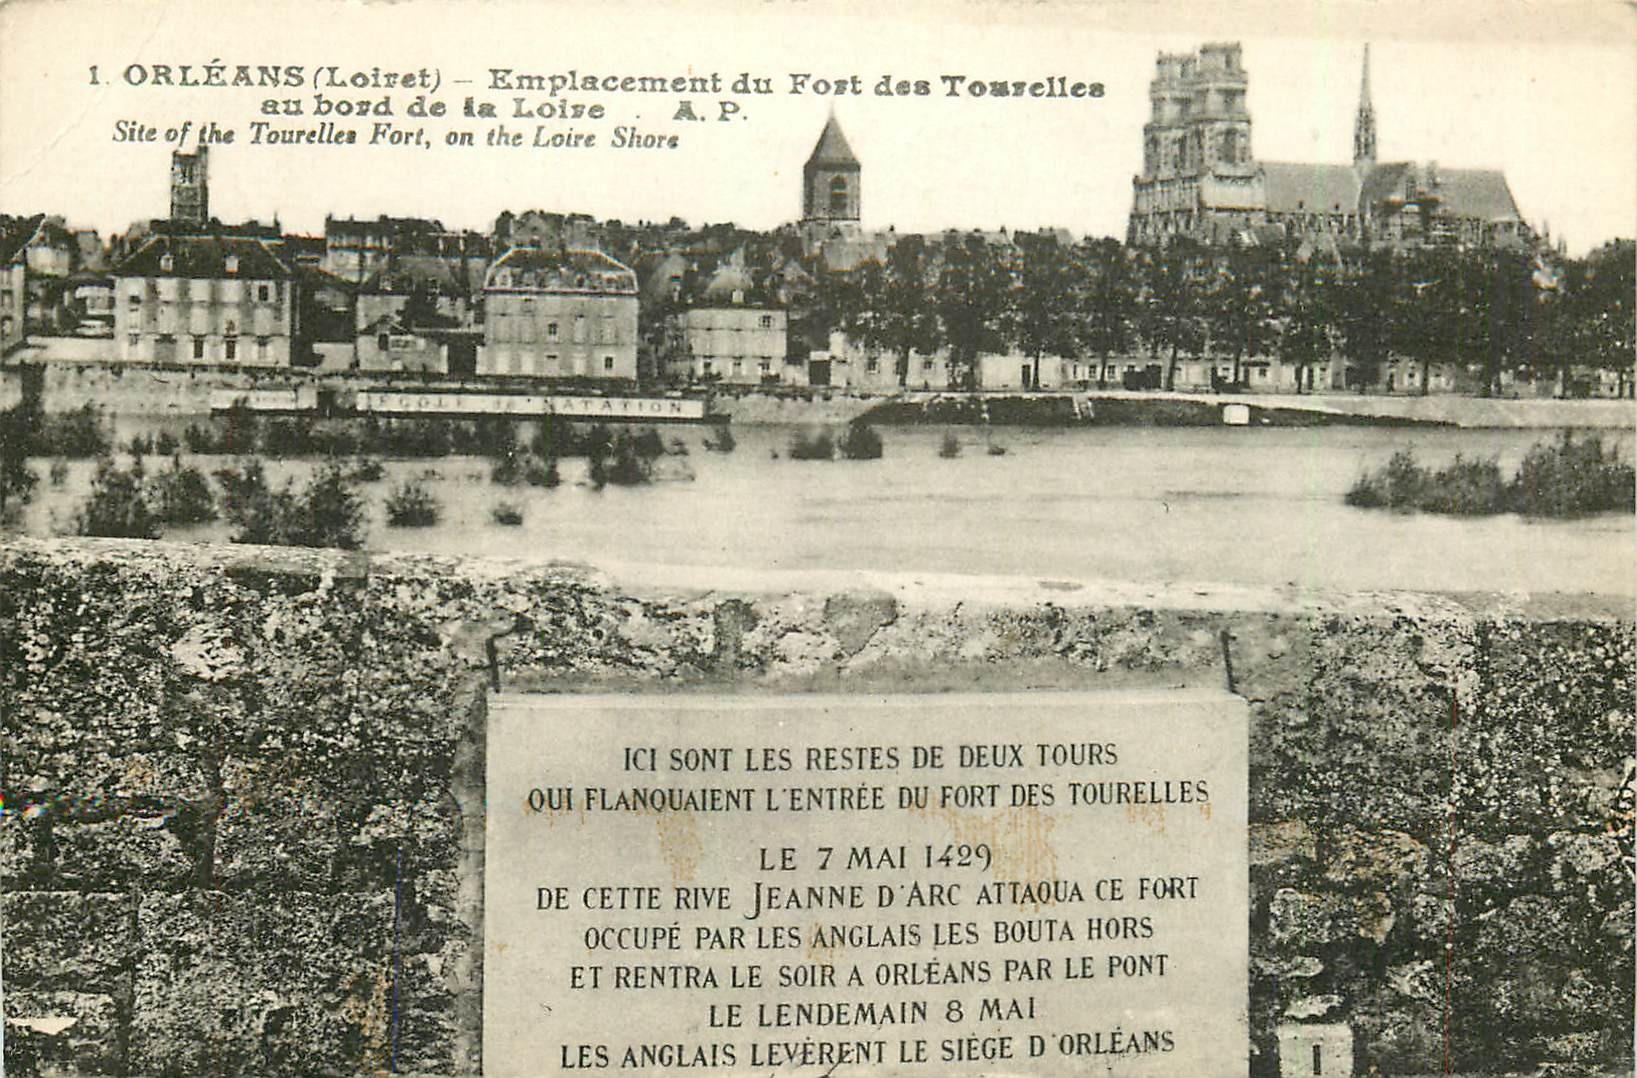 1. ORLÉANS (Loiret) – Emplacement du Fort des Tourelles
au bord de la Loire . A. P.
Site of the Tourelles Fort, on the Loire Shore
ECOLE DE NATATION
ICI SONT LES RESTES DE DEUX TOURS
QUI FLANQUAIENT L'ENTRÉE DU FORT DES TOURELLES
LE 7 MAI 1429
DE CETTE RIVE JEANNE D'ARC ATTAQUA CE FORT
OCCUPÉ PAR LES ANGLAIS LES BOUTA HORS
ET RENTRA LE SOIR A ORLÉANS PAR LE PONT
LE LENDEMAIN 8 MAI
LES ANGLAIS LEVÈRENT LE SIÈGE D'ORLÉANS
1